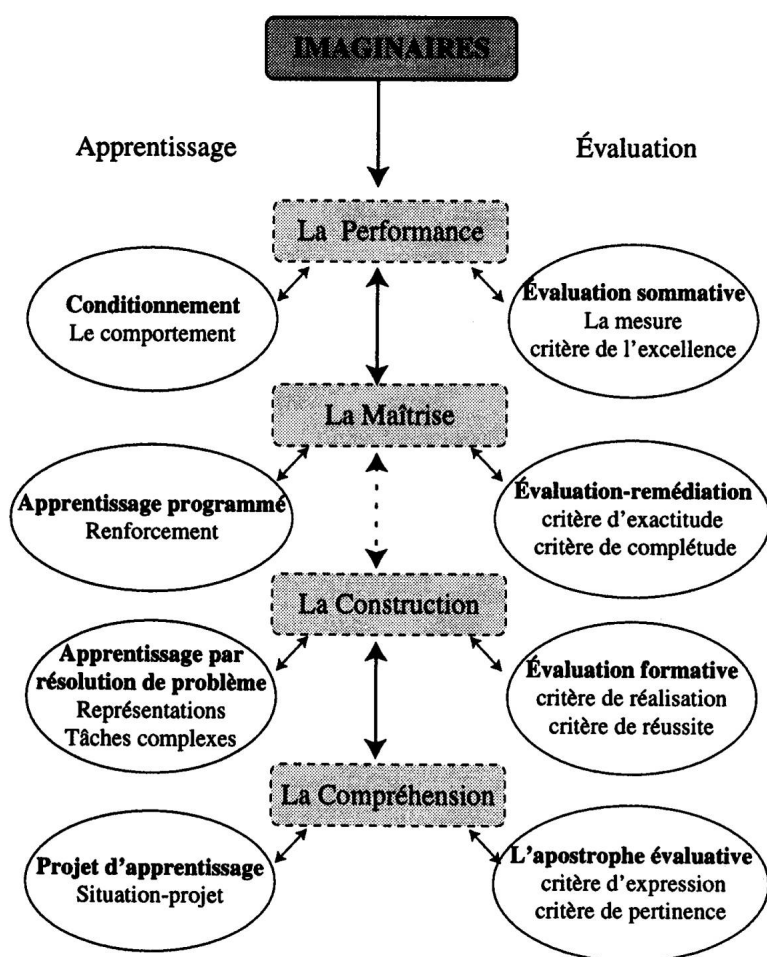 IMAGINAIRES
Apprentissage
Évaluation
La Performance
Conditionnement
Le comportement
Évaluation sommative
La mesure
critère de l'excellence
La Maîtrise
Apprentissage programmé
Renforcement
Évaluation-remédiation
critère d'exactitude
critère de complétude
La Construction
Apprentissage par
résolution de problème
Représentations
Tâches complexes
Évaluation formative
critère de réalisation
critère de réussite
La Compréhension
Projet d'apprentissage
Situation-projet
L'apostrophe évaluative
critère d'expression
critère de pertinence